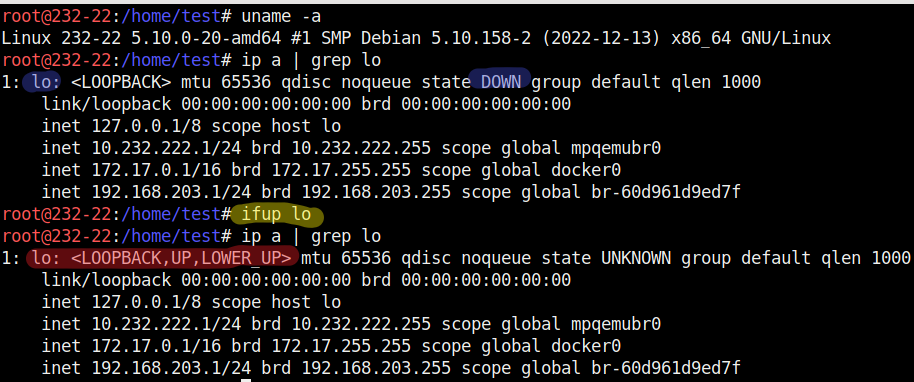 root@232-22:/home/test# uname -a
Linux 232-22 5.10.0-20-amd64 #1 SMP Debian 5.10.158-2 (2022-12-13) x86_64 GNU/Linux
root@232-22:/home/test# ip a | grep lo
1: lo: <LOOPBACK> mtu 65536 qdisc noqueue state DOWN group default qlen 1000
    link/loopback 00:00:00:00:00:00 brd 00:00:00:00:00:00
    inet 127.0.0.1/8 scope host lo
    inet 10.232.222.1/24 brd 10.232.222.255 scope global mpqemubr0
    inet 172.17.0.1/16 brd 172.17.255.255 scope global docker0
    inet 192.168.203.1/24 brd 192.168.203.255 scope global br-60d961d9ed7f
root@232-22:/home/test# ifup lo
root@232-22:/home/test# ip a | grep lo
1: lo: <LOOPBACK,UP,LOWER_UP> mtu 65536 qdisc noqueue state UNKNOWN group default qlen 1000
    link/loopback 00:00:00:00:00:00 brd 00:00:00:00:00:00
    inet 127.0.0.1/8 scope host lo
    inet 10.232.222.1/24 brd 10.232.222.255 scope global mpqemubr0
    inet 172.17.0.1/16 brd 172.17.255.255 scope global docker0
    inet 192.168.203.1/24 brd 192.168.203.255 scope global br-60d961d9ed7f